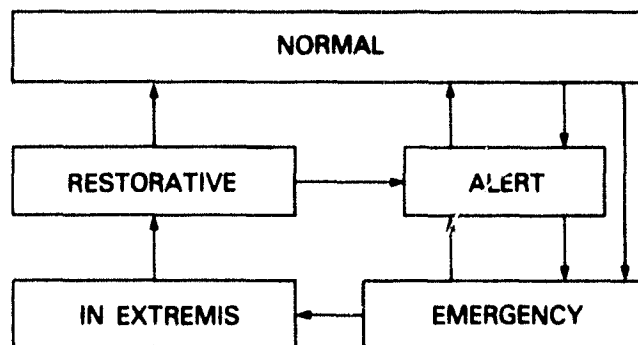 NORMAL
RESTORATIVE
ALERT
IN EXTREMIS
EMERGENCY